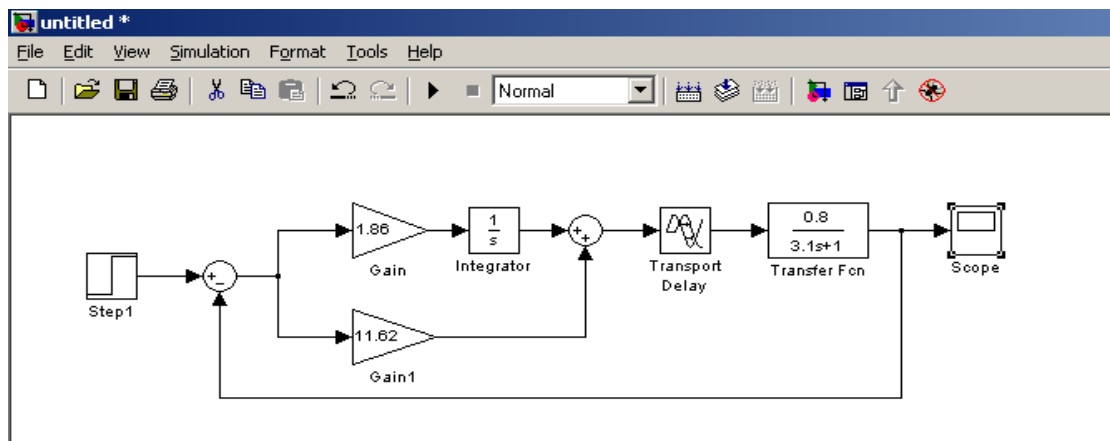 untitled *
File Edit View Simulation Format Tools Help
Normal
1.86
Gain
1
s
Integrator
+
+
Transport
Delay
0.8
3.1s+1
Transfer Fcn
Scope
Step1
+
−
11.62
Gain1